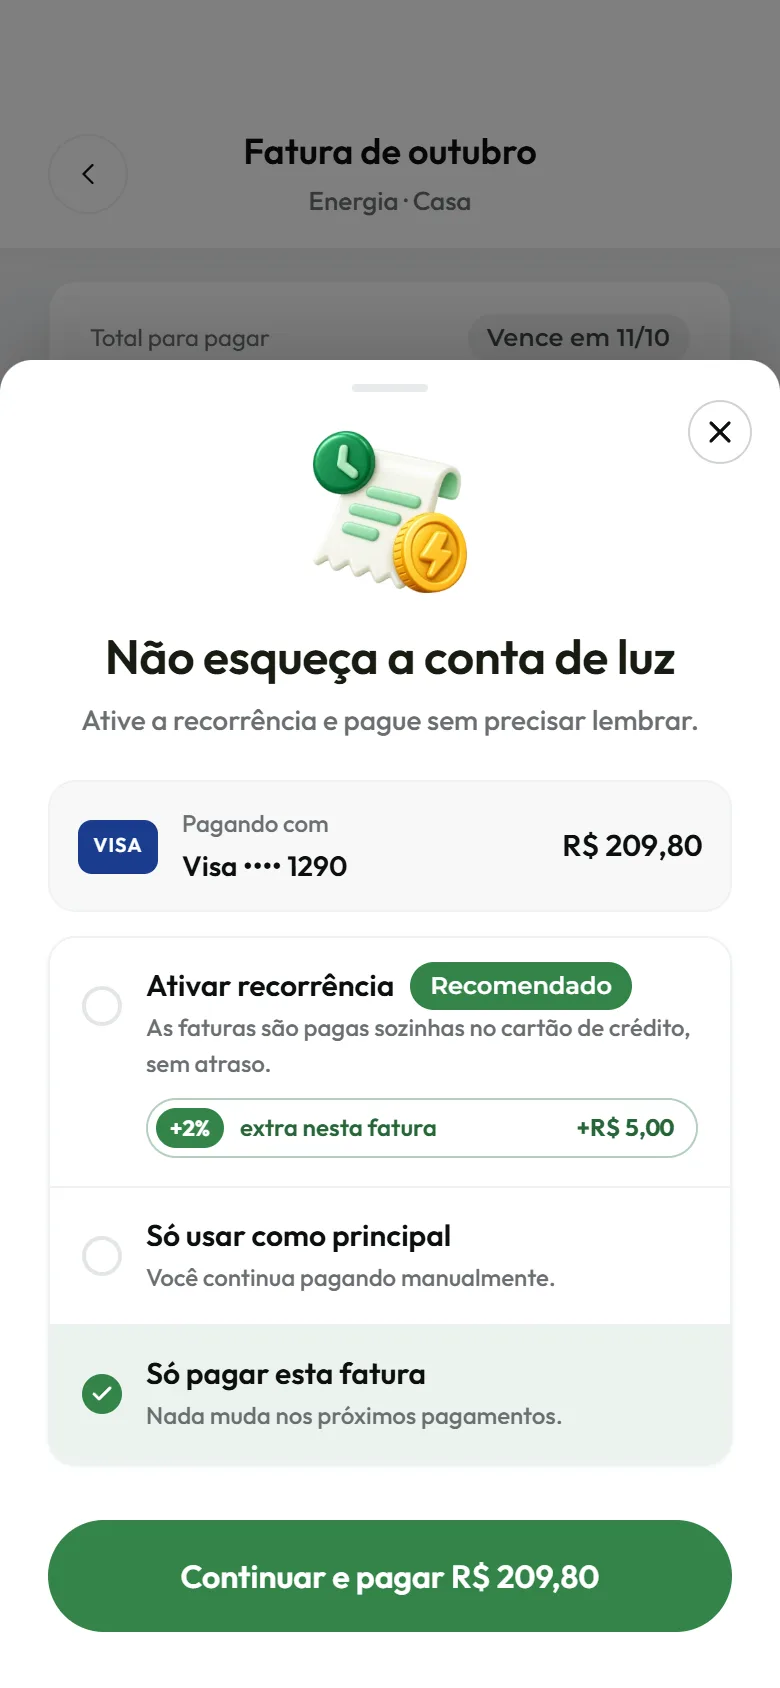 Fatura de outubro
Energia · Casa
Total para pagar
Vence em 11/10
Não esqueça a conta de luz
Ative a recorrência e pague sem precisar lembrar.
VISA
Pagando com
Visa •••• 1290
R$ 209,80
Ativar recorrência
Recomendado
As faturas são pagas sozinhas no cartão de crédito,
sem atraso.
+2% extra nesta fatura +R$ 5,00
Só usar como principal
Você continua pagando manualmente.
Só pagar esta fatura
Nada muda nos próximos pagamentos.
Continuar e pagar R$ 209,80